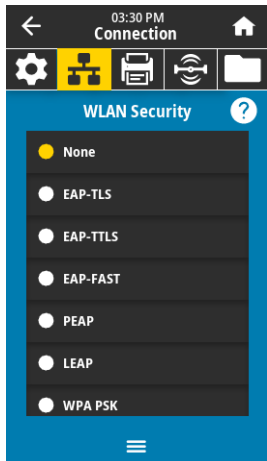 03:30 PM
Connection
WLAN Security
?
None
EAP-TLS
EAP-TTLS
EAP-FAST
PEAP
LEAP
WPA PSK